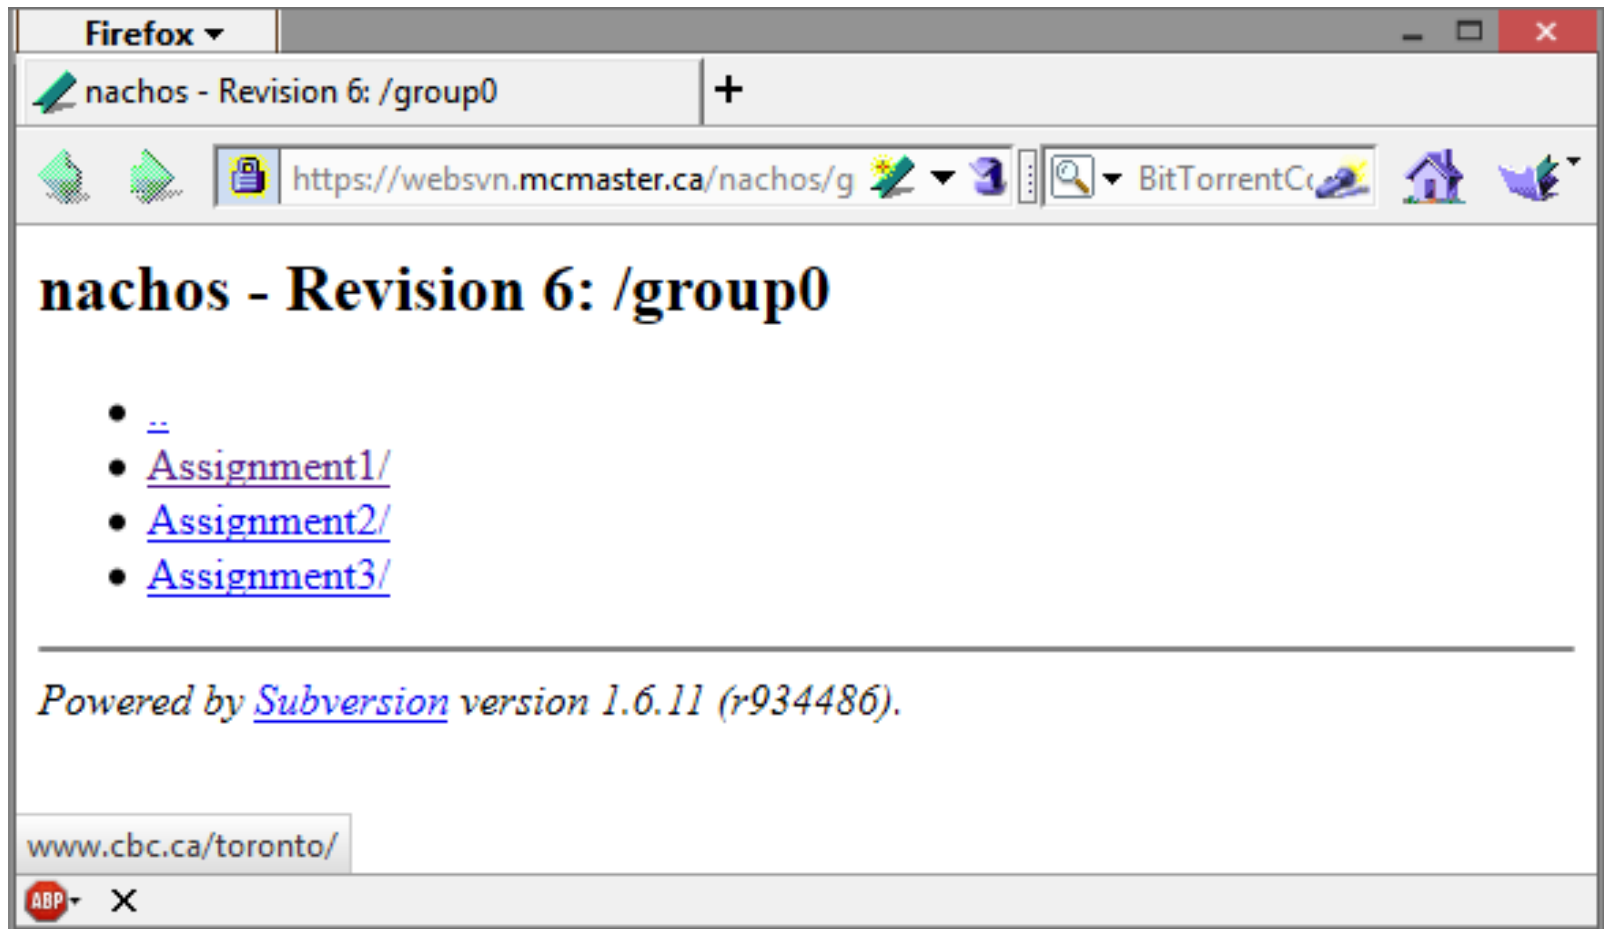 Firefox
nachos - Revision 6: /group0
https://websvn.mcmaster.ca/nachos/g
nachos - Revision 6: /group0
..
Assignment1/
Assignment2/
Assignment3/
Powered by Subversion version 1.6.11 (r934486).
www.cbc.ca/toronto/
ABP